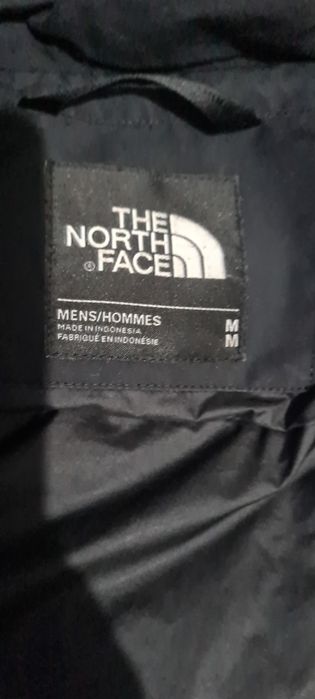 THE
NORTH
® FACE
MENS/HOMMES M
MADE IN INDONESIA
FABRIQUÉ EN INDONÉSIE M